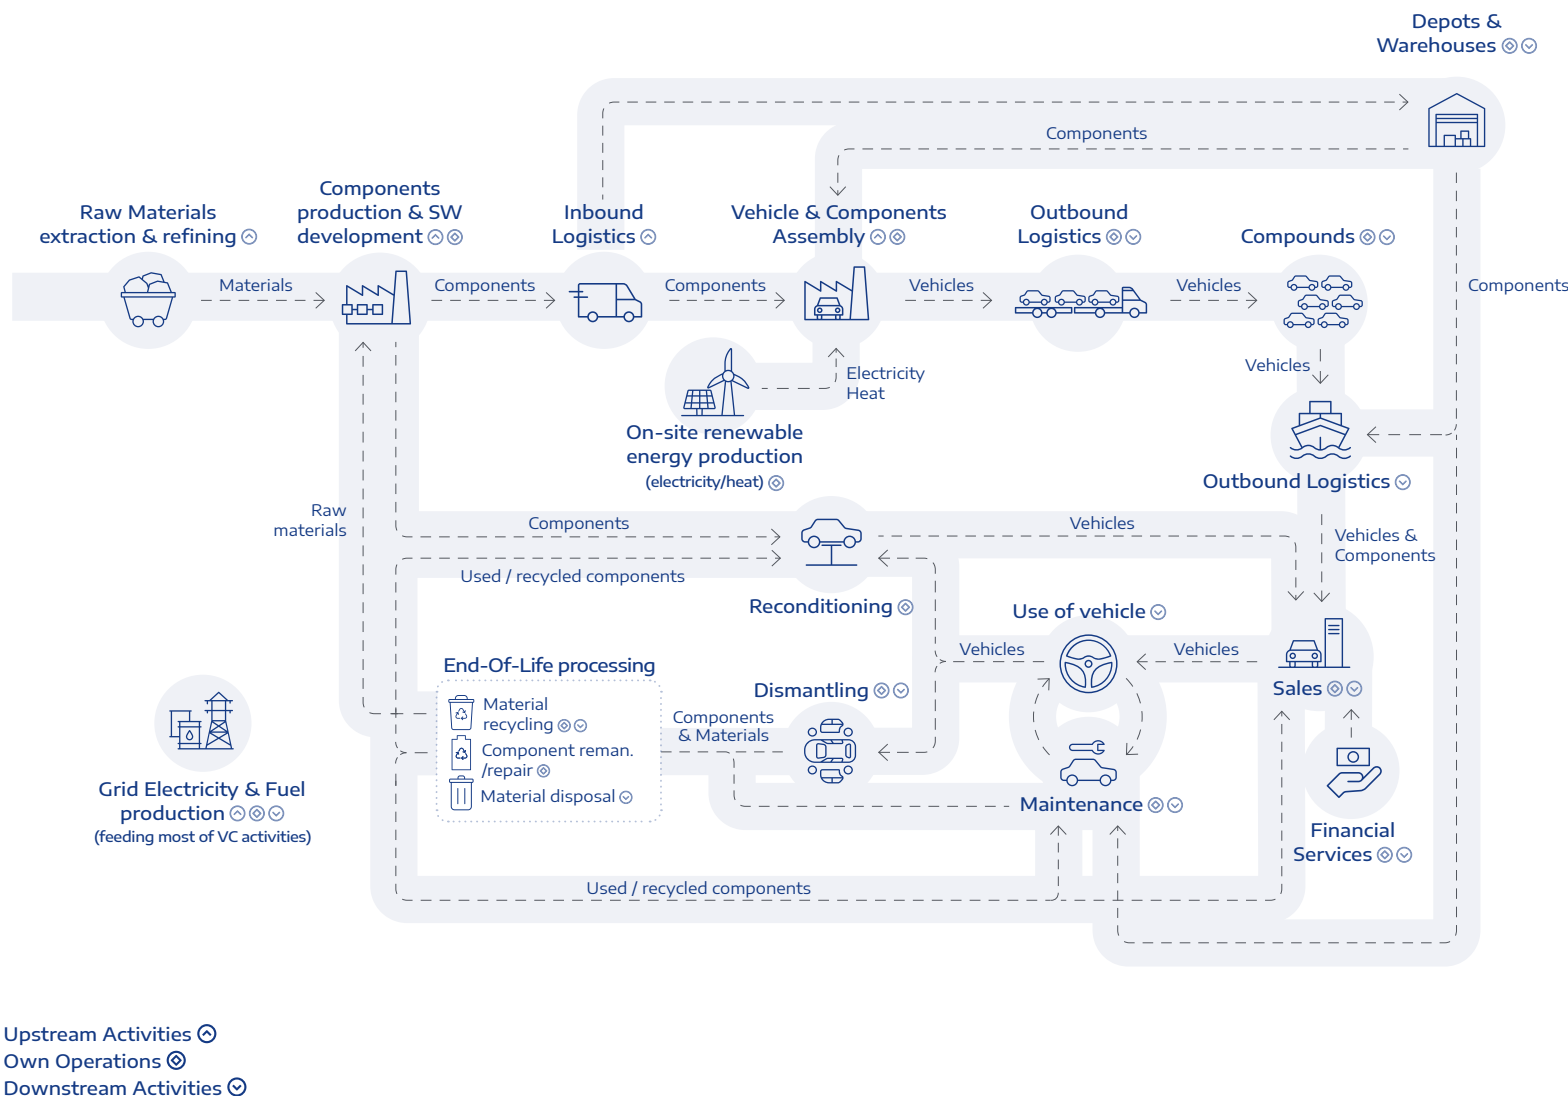 Depots &
Warehouses
Components
Components
production & SW
development
Raw Materials
extraction & refining
Inbound
Logistics
Vehicle & Components
Assembly
Outbound
Logistics
Compounds
Materials
Components
Components
Vehicles
Vehicles
Components
Vehicles
Electricity
Heat
On-site renewable
energy production
(electricity/heat)
Outbound Logistics
Raw
materials
Components
Vehicles
Vehicles &
Components
Used / recycled components
Reconditioning
Use of vehicle
Vehicles
Vehicles
End-Of-Life processing
Material
recycling
Component reman.
/repair
Material disposal
Dismantling
Sales
Components
& Materials
Grid Electricity & Fuel
production
(feeding most of VC activities)
Maintenance
Financial
Services
Used / recycled components
Upstream Activities
Own Operations
Downstream Activities